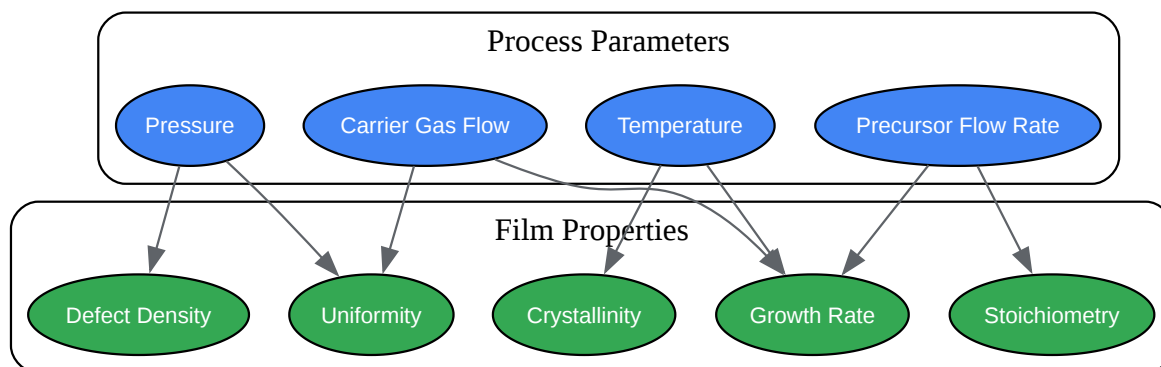 Process Parameters
Pressure
Carrier Gas Flow
Temperature
Precursor Flow Rate
Film Properties
Defect Density
Uniformity
Crystallinity
Growth Rate
Stoichiometry